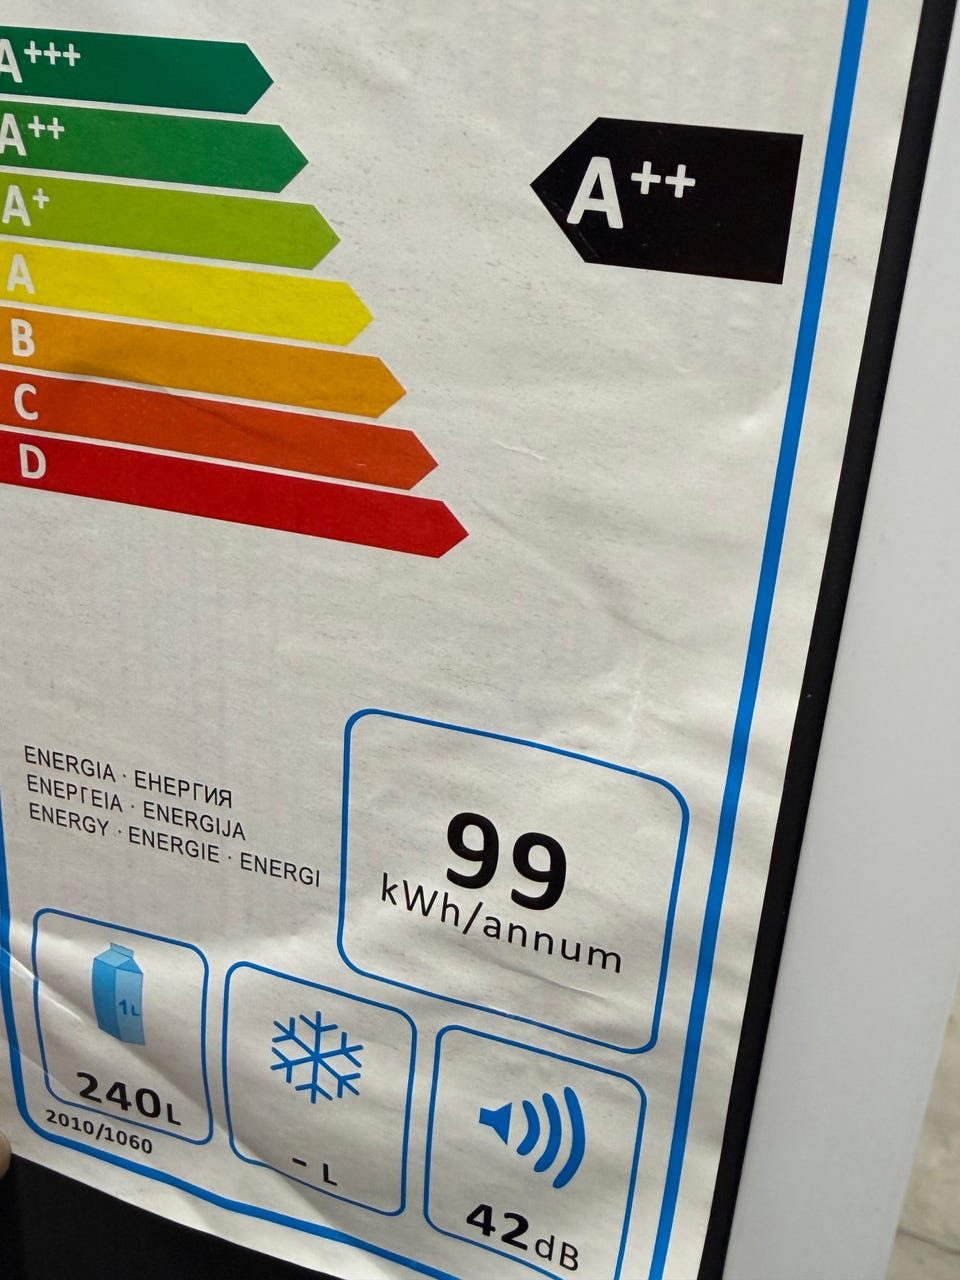 A+++
A++
A++
A+
A
B
C
D
ENERGIA · ЕНЕРГИЯ
ΕΝΕΡΓΕΙΑ · ENERGIJA
ENERGY · ENERGIE · ENERGI
99
kWh/annum
1L
240L
2010/1060
- L
42dB